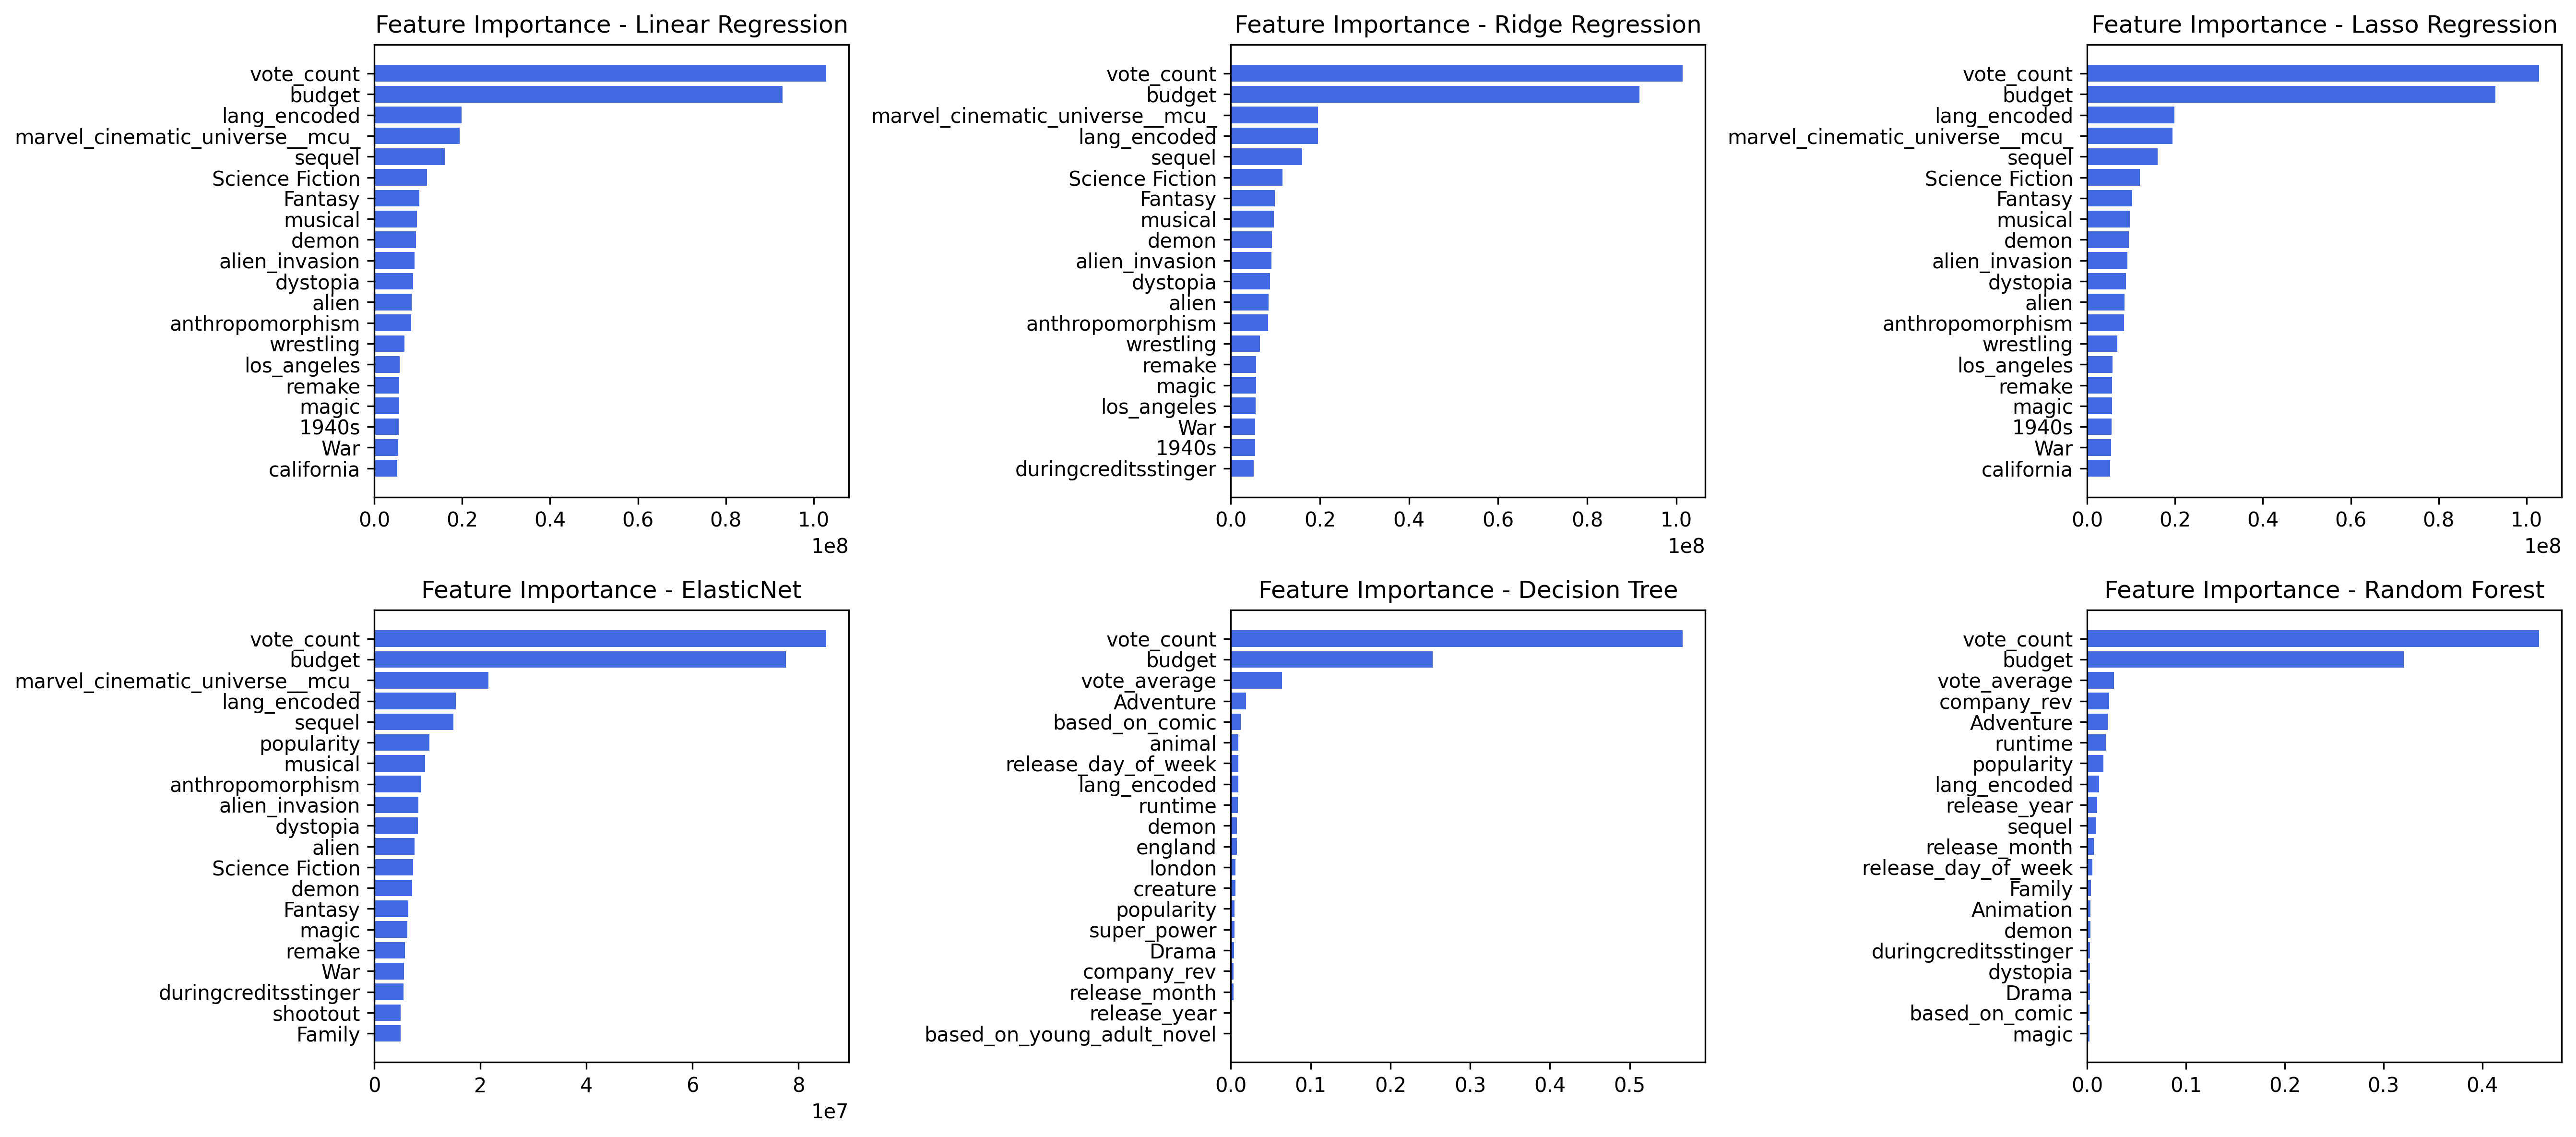 Feature Importance - Linear Regression
vote_count
budget
lang_encoded
marvel_cinematic_universe__mcu_
sequel
Science Fiction
Fantasy
musical
demon
alien_invasion
dystopia
alien
anthropomorphism
wrestling
los_angeles
remake
magic
1940s
War
california
0.0 0.2 0.4 0.6 0.8 1.0
1e8
Feature Importance - Ridge Regression
vote_count
budget
marvel_cinematic_universe__mcu_
lang_encoded
sequel
Science Fiction
Fantasy
musical
demon
alien_invasion
dystopia
alien
anthropomorphism
wrestling
remake
magic
los_angeles
War
1940s
duringcreditsstinger
0.0 0.2 0.4 0.6 0.8 1.0
1e8
Feature Importance - Lasso Regression
vote_count
budget
lang_encoded
marvel_cinematic_universe__mcu_
sequel
Science Fiction
Fantasy
musical
demon
alien_invasion
dystopia
alien
anthropomorphism
wrestling
los_angeles
remake
magic
1940s
War
california
0.0 0.2 0.4 0.6 0.8 1.0
1e8
Feature Importance - ElasticNet
vote_count
budget
marvel_cinematic_universe__mcu_
lang_encoded
sequel
popularity
musical
anthropomorphism
alien_invasion
dystopia
alien
Science Fiction
demon
Fantasy
magic
remake
War
duringcreditsstinger
shootout
Family
0 2 4 6 8
1e7
Feature Importance - Decision Tree
vote_count
budget
vote_average
Adventure
based_on_comic
animal
release_day_of_week
lang_encoded
runtime
demon
england
london
creature
popularity
super_power
Drama
company_rev
release_month
release_year
based_on_young_adult_novel
0.0 0.1 0.2 0.3 0.4 0.5
Feature Importance - Random Forest
vote_count
budget
vote_average
company_rev
Adventure
runtime
popularity
lang_encoded
release_year
sequel
release_month
release_day_of_week
Family
Animation
demon
duringcreditsstinger
dystopia
Drama
based_on_comic
magic
0.0 0.1 0.2 0.3 0.4